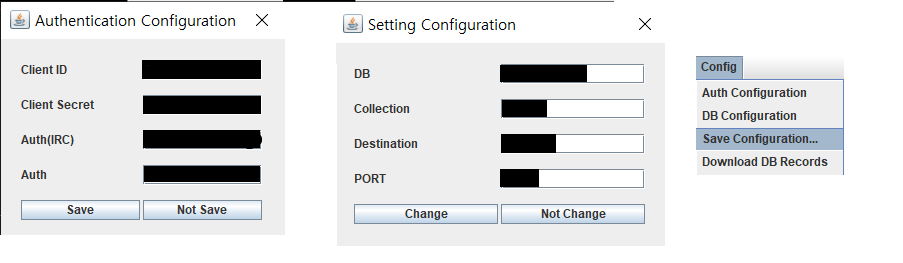 Authentication Configuration
Client ID
Client Secret
Auth(IRC)
Auth
Save Not Save
Setting Configuration
DB
Collection
Destination
PORT
Change Not Change
Config
Auth Configuration
DB Configuration
Save Configuration...
Download DB Records